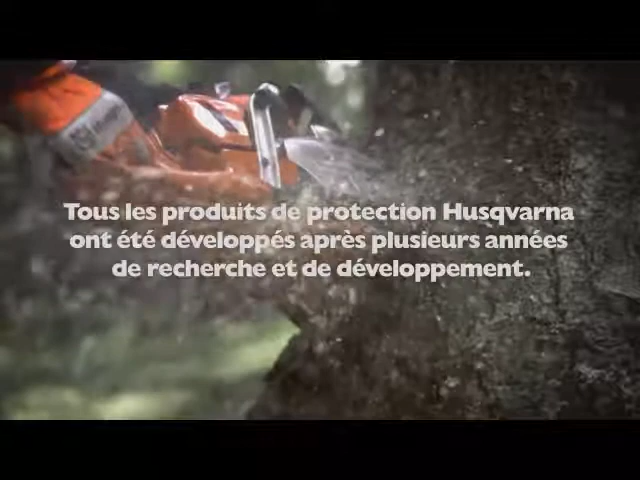 Tous les produits de protection Husqvarna
ont été développés après plusieurs années
de recherche et de développement.